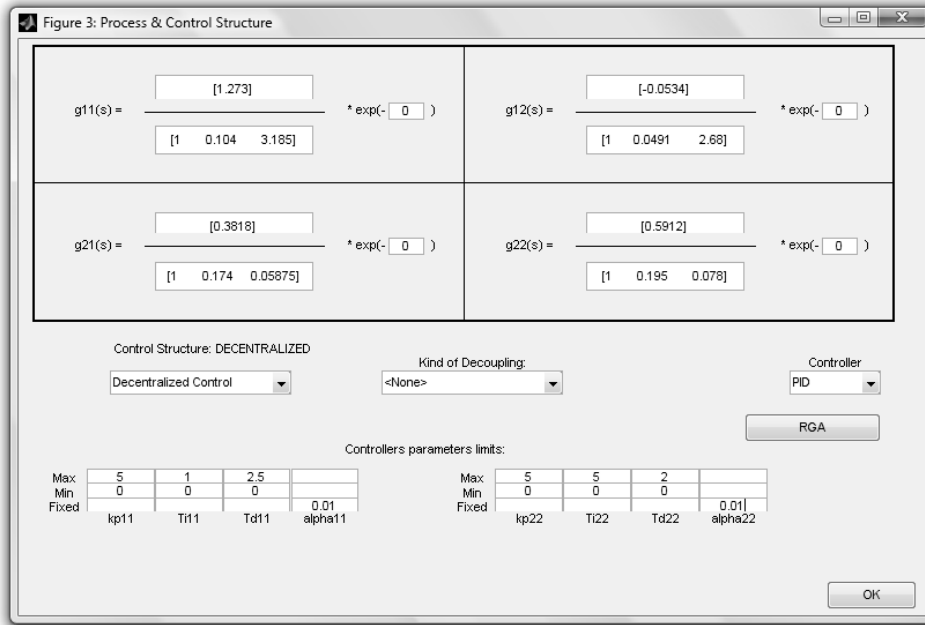 Figure 3: Process & Control Structure
g11(s) = [1.273] * exp(- 0 )
[1 0.104 3.185]
g12(s) = [-0.0534] * exp(- 0 )
[1 0.0491 2.68]
g21(s) = [0.3818] * exp(- 0 )
[1 0.174 0.05875]
g22(s) = [0.5912] * exp(- 0 )
[1 0.195 0.078]
Control Structure: DECENTRALIZED
Kind of Decoupling:
Controller
Decentralized Control
<None>
PID
RGA
Controllers parameters limits:
Max 5 1 2.5
Min 0 0 0
Fixed 0.01
kp11 Ti11 Td11 alpha11
Max 5 5 2
Min 0 0 0
Fixed 0.01
kp22 Ti22 Td22 alpha22
OK